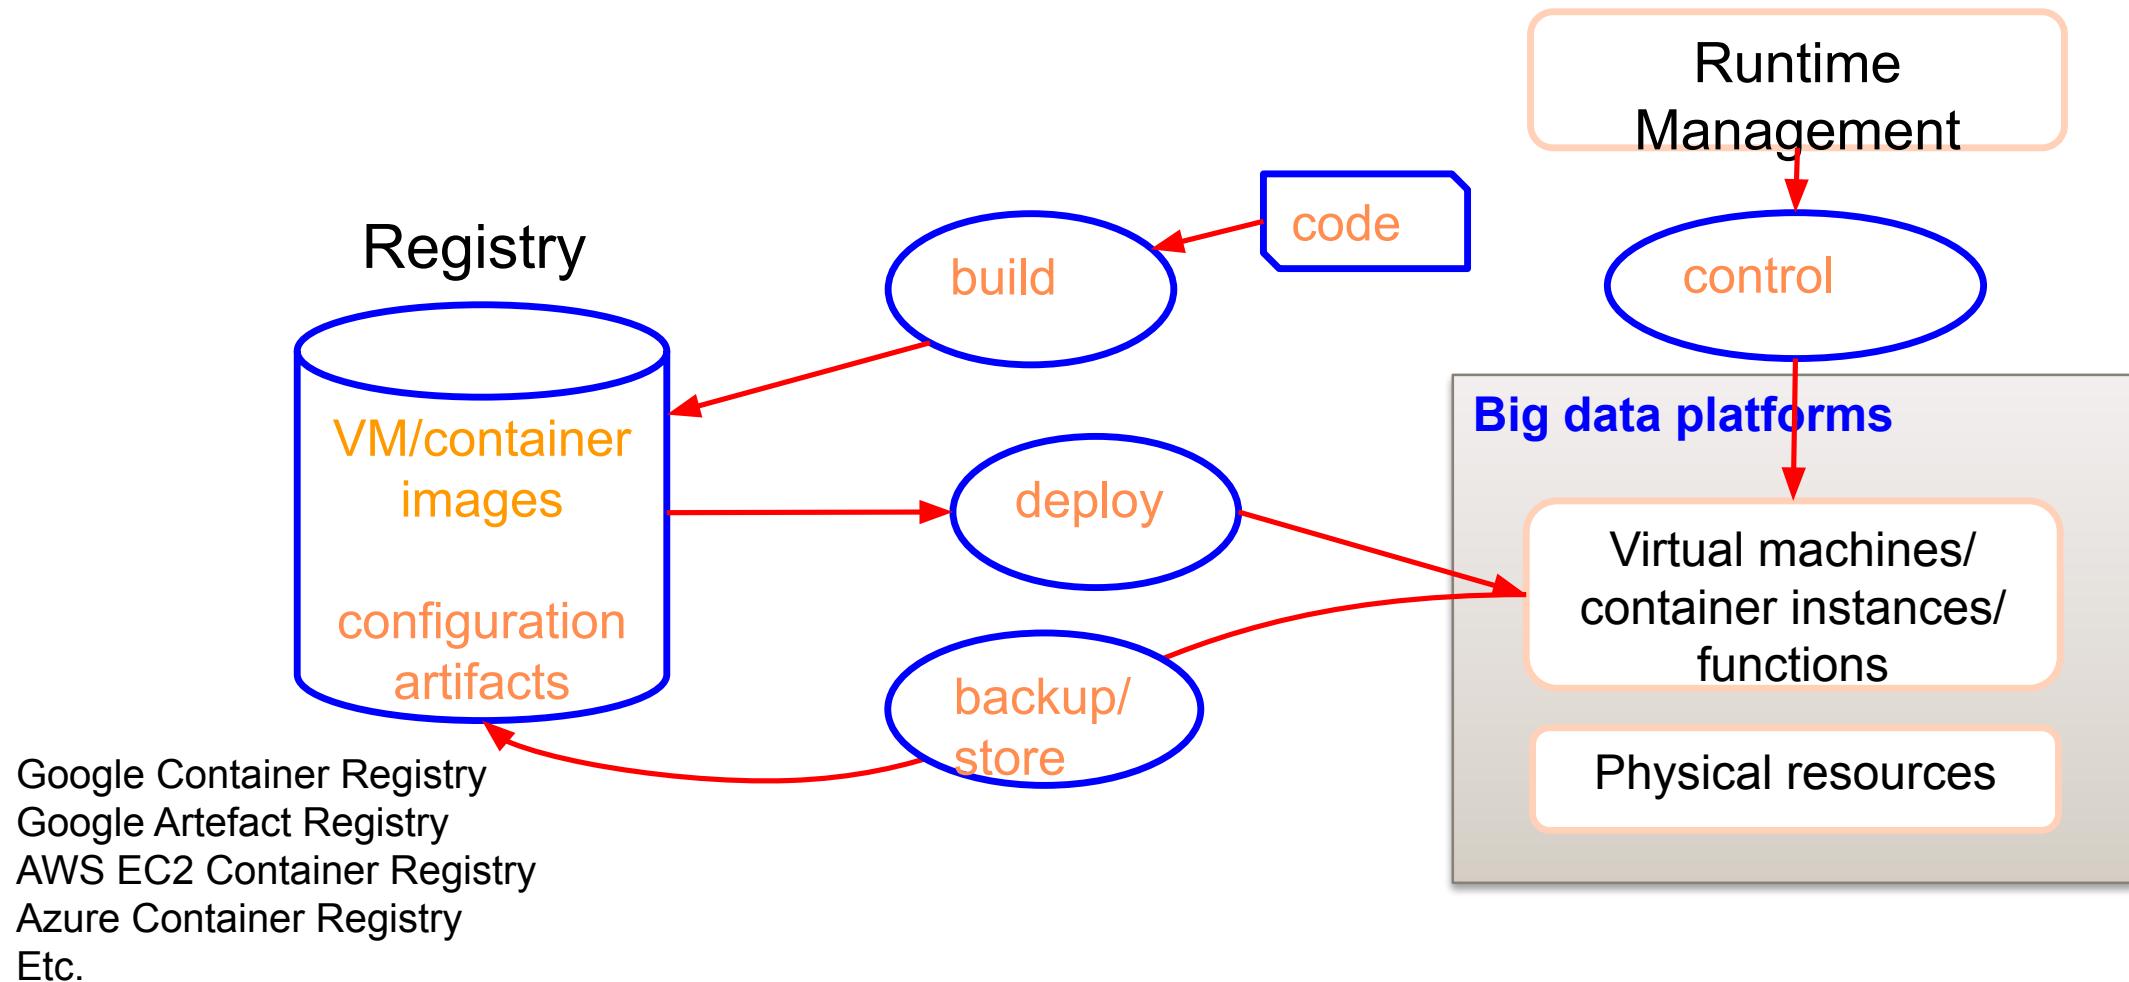 Runtime
Management
code
Registry
build
control
Big data platforms
VM/container
images
deploy
Virtual machines/
container instances/
functions
configuration
artifacts
backup/
store
Physical resources
Google Container Registry
Google Artefact Registry
AWS EC2 Container Registry
Azure Container Registry
Etc.